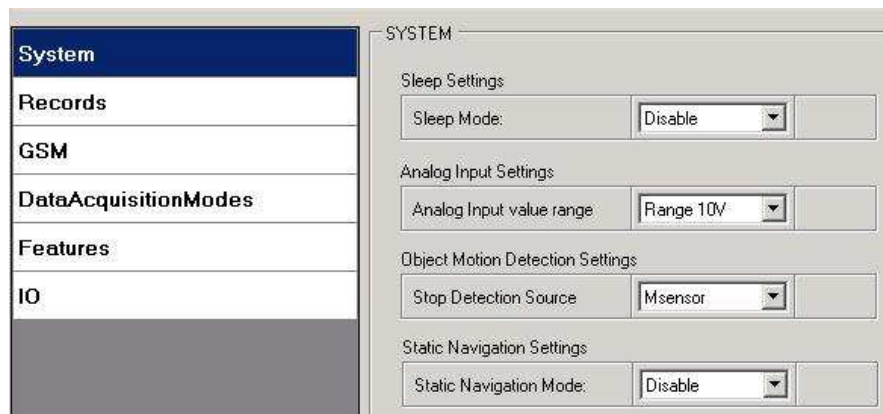 System
Records
GSM
DataAcquisitionModes
Features
IO
SYSTEM
Sleep Settings
Sleep Mode: Disable
Analog Input Settings
Analog Input value range Range 10V
Object Motion Detection Settings
Stop Detection Source Msensor
Static Navigation Settings
Static Navigation Mode: Disable